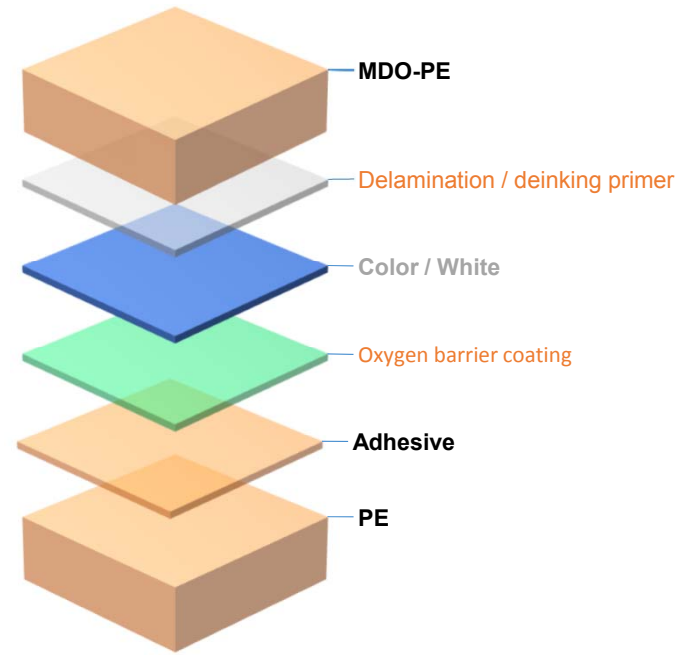 MDO-PE
Delamination / deinking primer
Color / White
Oxygen barrier coating
Adhesive
PE